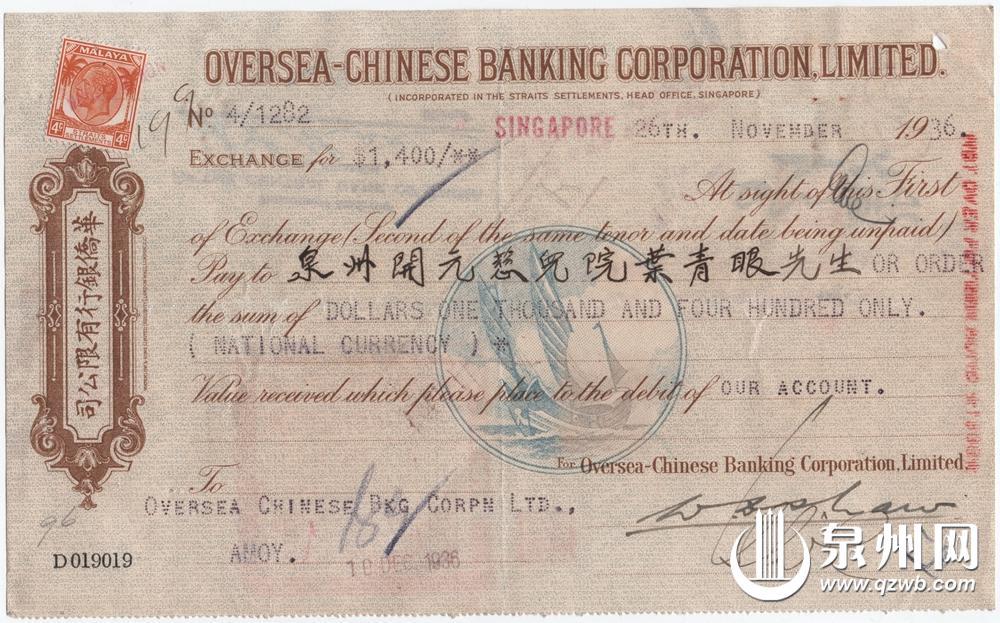 MALAYA
4c
STRAITS SETTLEMENTS
4c
OVERSEA-CHINESE BANKING CORPORATION, LIMITED.
(INCORPORATED IN THE STRAITS SETTLEMENTS, HEAD OFFICE, SINGAPORE)
No 4/1282
SINGAPORE 26TH. NOVEMBER 1936.
EXCHANGE for $1,400/**
At sight of this First
of Exchange (Second of the same tenor and date being unpaid)
Pay to 泉州開元慈兒院葉青眼先生 OR ORDER
the sum of DOLLARS ONE THOUSAND AND FOUR HUNDRED ONLY.
( NATIONAL CURRENCY ) *
Value received which please place to the debit of OUR ACCOUNT.
華僑銀行有限公司
For Oversea-Chinese Banking Corporation, Limited.
To
OVERSEA CHINESE BKG CORPN LTD.,
AMOY.
10 DEC 1936
96
D019019
泉州网
www.qzwb.com